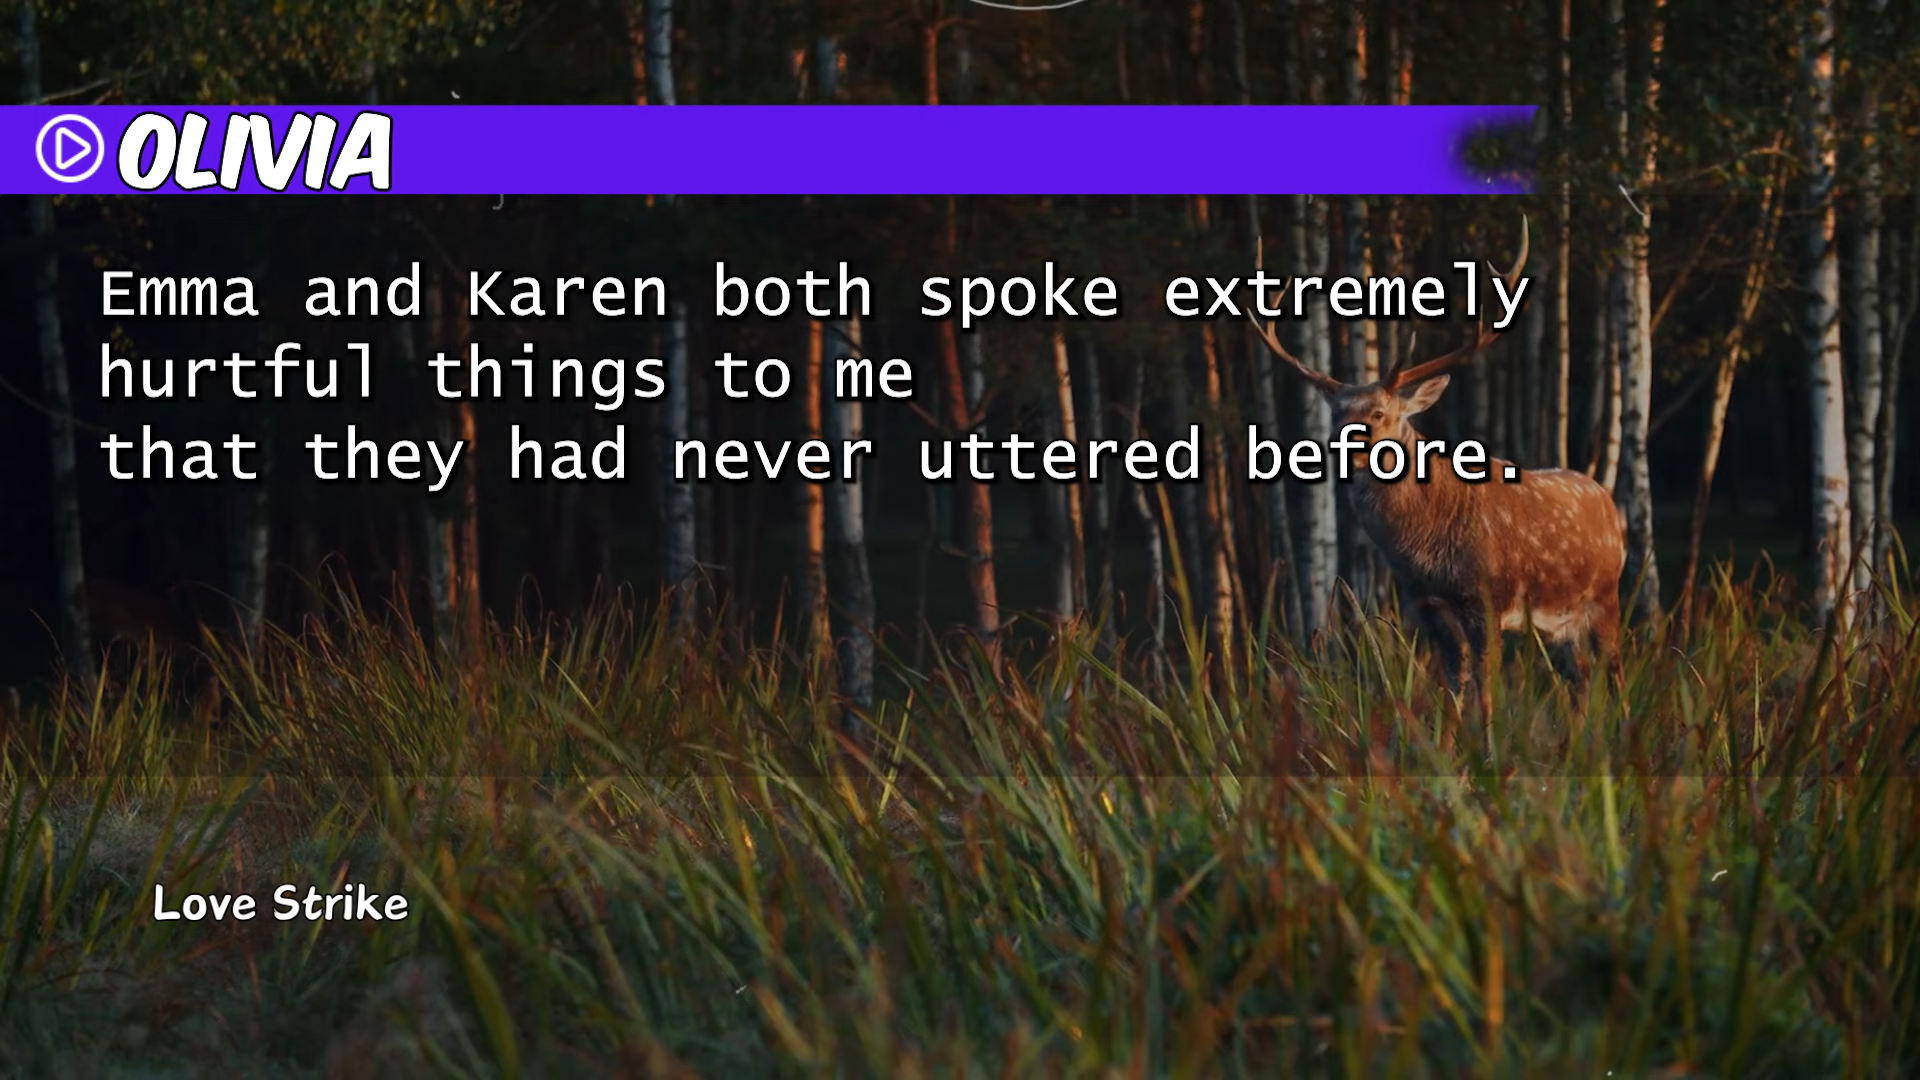 OLIVIA
Emma and Karen both spoke extremely
hurtful things to me
that they had never uttered before.
Love Strike